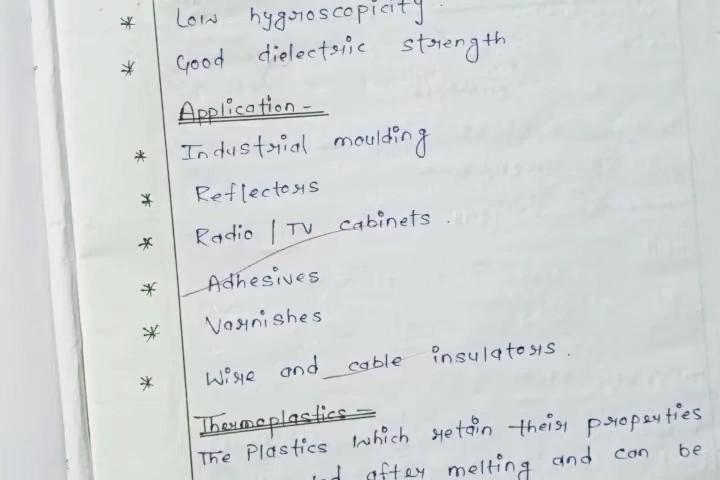 * Low hygroscopicity.
* Good dielectric strength
Application -
* Industrial moulding
* Reflectors
* Radio / TV cabinets.
* Adhesives
* Varnishes
* Wire and cable insulators.
Thermoplastics -
The Plastics which retain their properties
after melting and can be